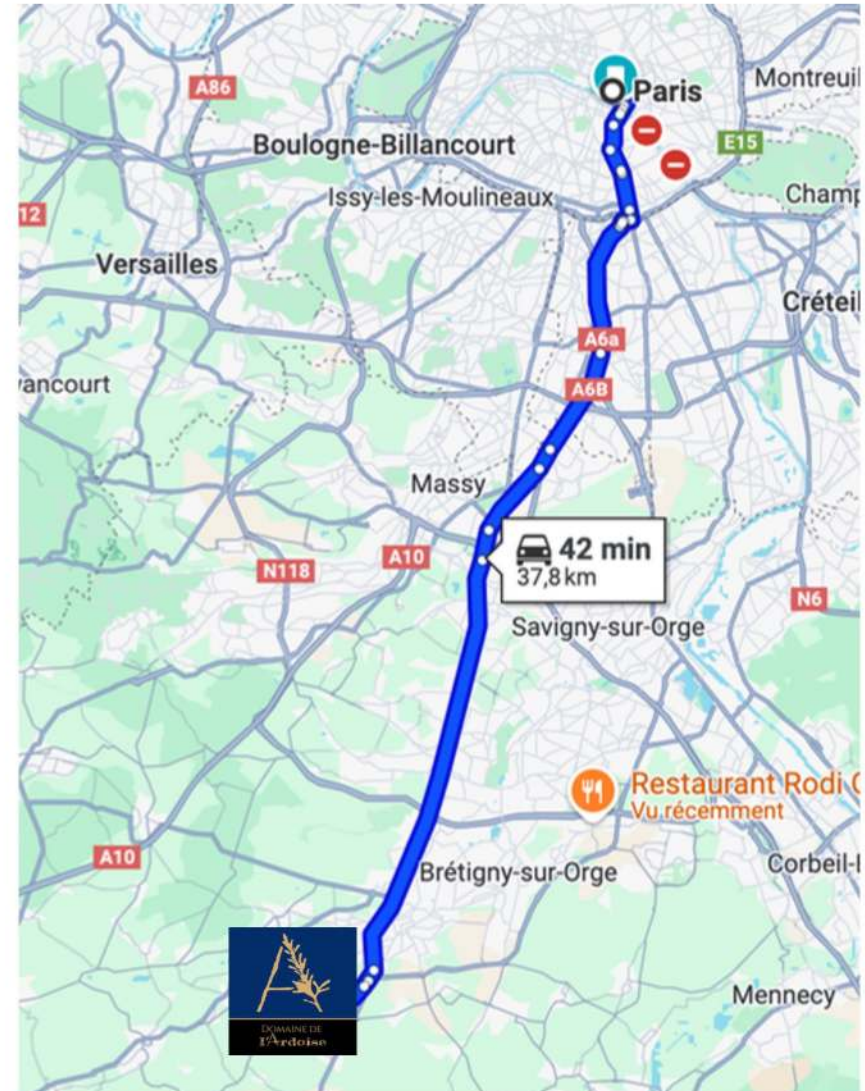 A86
Paris
Montreuil
Boulogne-Billancourt
E15
Issy-les-Moulineaux
Champ
12
Versailles
Créteil
A6a
vancourt
A6B
Massy
42 min
37,8 km
A10
N118
N6
Savigny-sur-Orge
Restaurant Rodi
Vu récemment
A10
Brétigny-sur-Orge
Corbeil-
A
DOMAINE DE
l'Ardoise
Mennecy